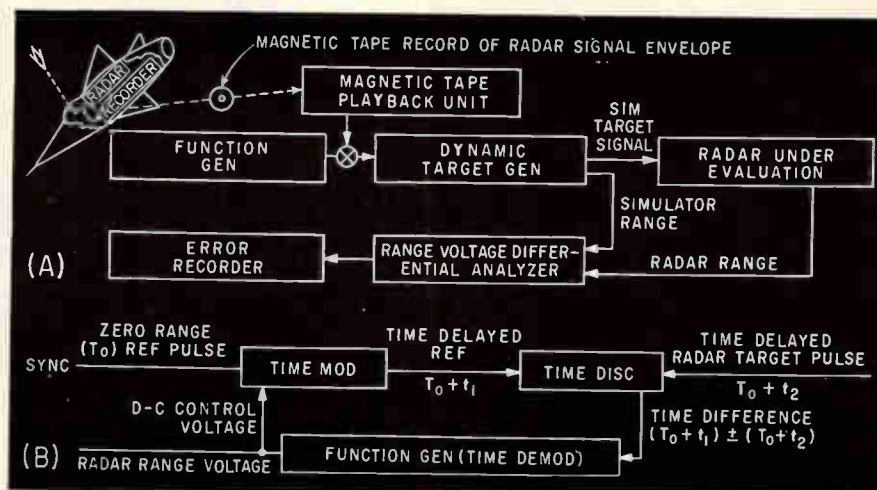 MAGNETIC TAPE RECORD OF RADAR SIGNAL ENVELOPE
RADAR
RECORDER
MAGNETIC TAPE
PLAYBACK UNIT
FUNCTION
GEN
DYNAMIC
TARGET GEN
SIM
TARGET
SIGNAL
RADAR UNDER
EVALUATION
SIMULATOR
RANGE
ERROR
RECORDER
RANGE VOLTAGE DIFFER-
ENTIAL ANALYZER
RADAR RANGE
(A)
ZERO RANGE
(T₀) REF PULSE
SYNC
TIME MOD
TIME DELAYED
REF
T₀ + t₁
TIME DISC
TIME DELAYED
RADAR TARGET PULSE
T₀ + t₂
D-C CONTROL
VOLTAGE
TIME DIFFERENCE
(T₀ + t₁) ± (T₀ + t₂)
(B)
RADAR RANGE VOLTAGE
FUNCTION GEN (TIME DEMOD)